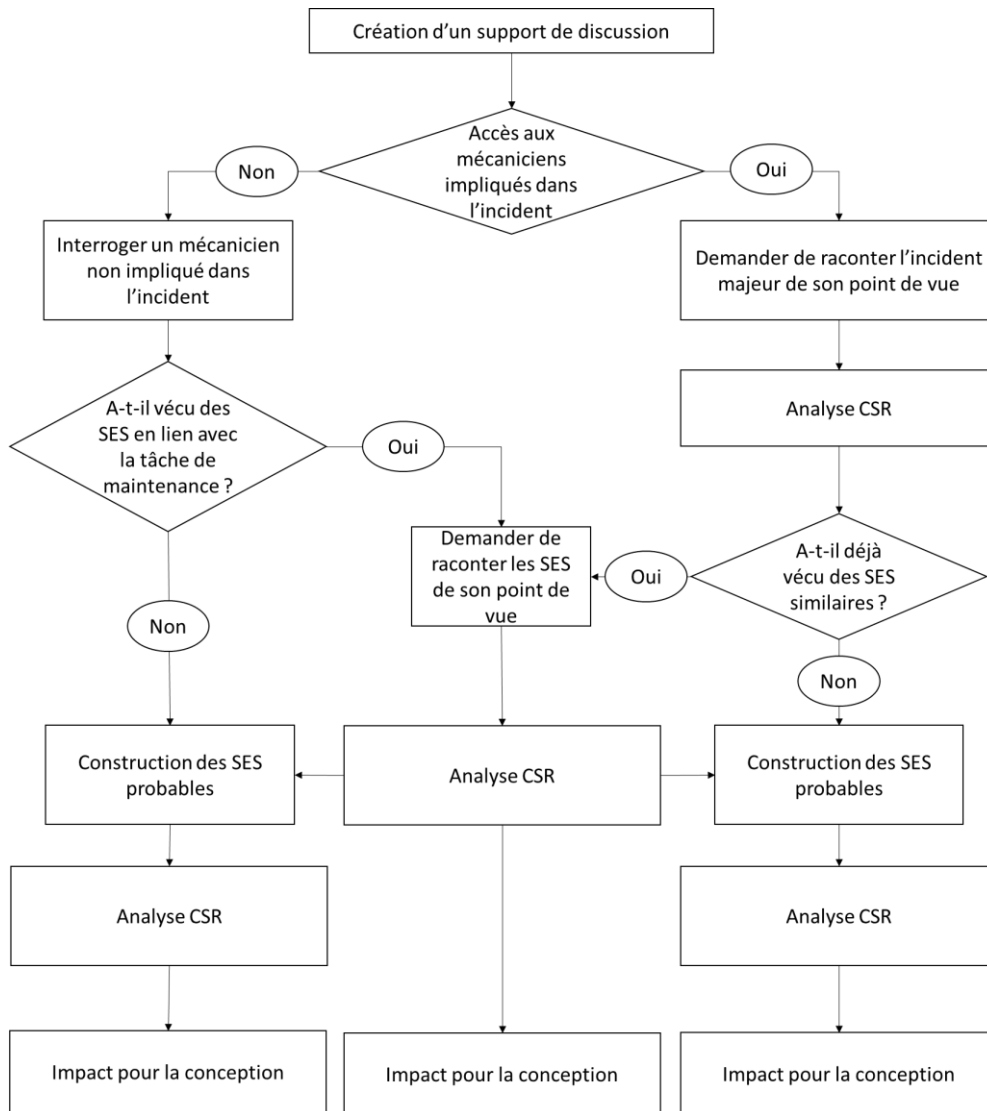 Création d'un support de discussion
Accès aux
mécaniciens
impliqués dans
l'incident
Non
Oui
Interroger un mécanicien
non impliqué dans
l'incident
Demander de raconter l'incident
majeur de son point de vue
A-t-il vécu des
SES en lien avec
la tâche de
maintenance ?
Oui
Analyse CSR
Demander de
raconter les SES
de son point de
vue
Oui
A-t-il déjà
vécu des SES
similaires ?
Non
Non
Construction des SES
probables
Analyse CSR
Construction des SES
probables
Analyse CSR
Analyse CSR
Impact pour la conception
Impact pour la conception
Impact pour la conception